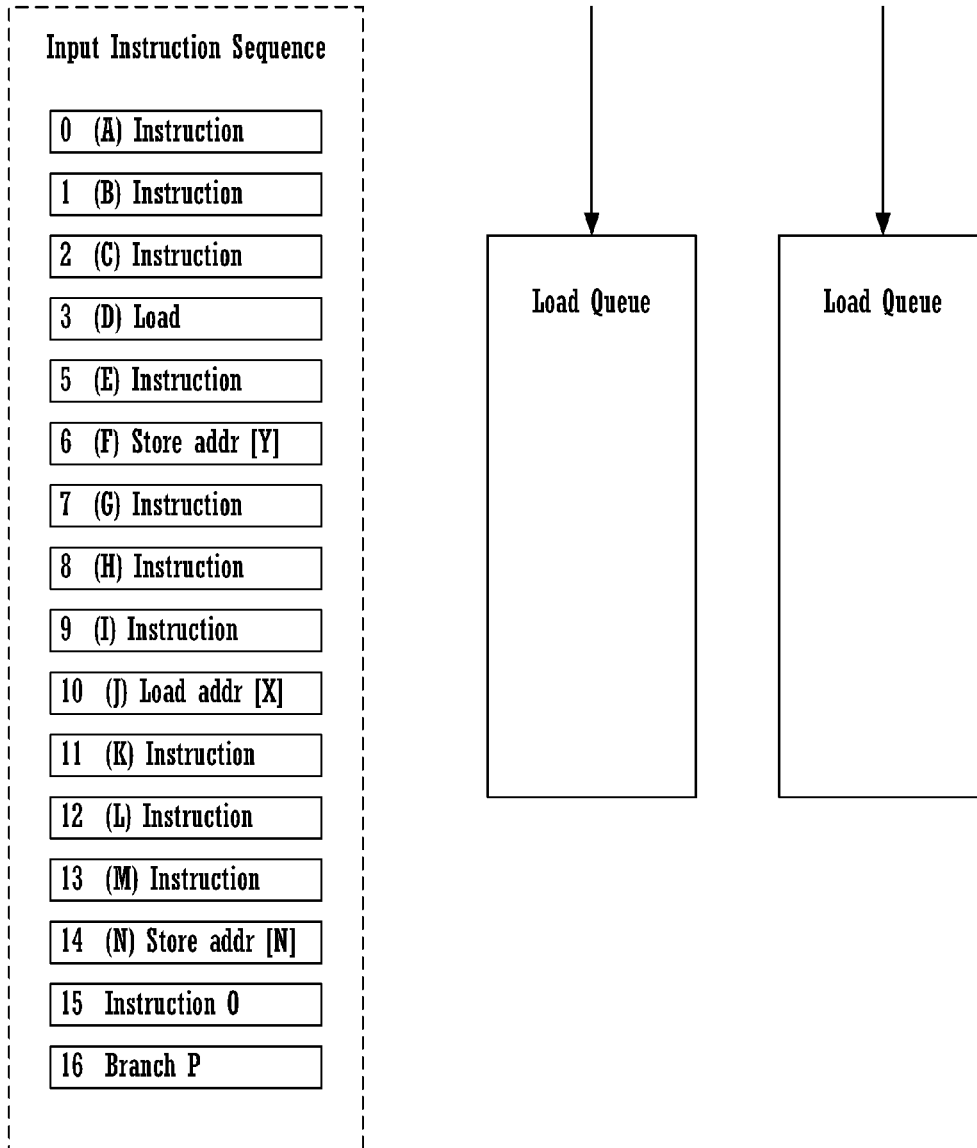 Input Instruction Sequence
0 (A) Instruction
1 (B) Instruction
2 (C) Instruction
3 (D) Load
5 (E) Instruction
6 (F) Store addr [Y]
7 (G) Instruction
8 (H) Instruction
9 (I) Instruction
10 (J) Load addr [X]
11 (K) Instruction
12 (L) Instruction
13 (M) Instruction
14 (N) Store addr [N]
15 Instruction O
16 Branch P
Load Queue
Load Queue